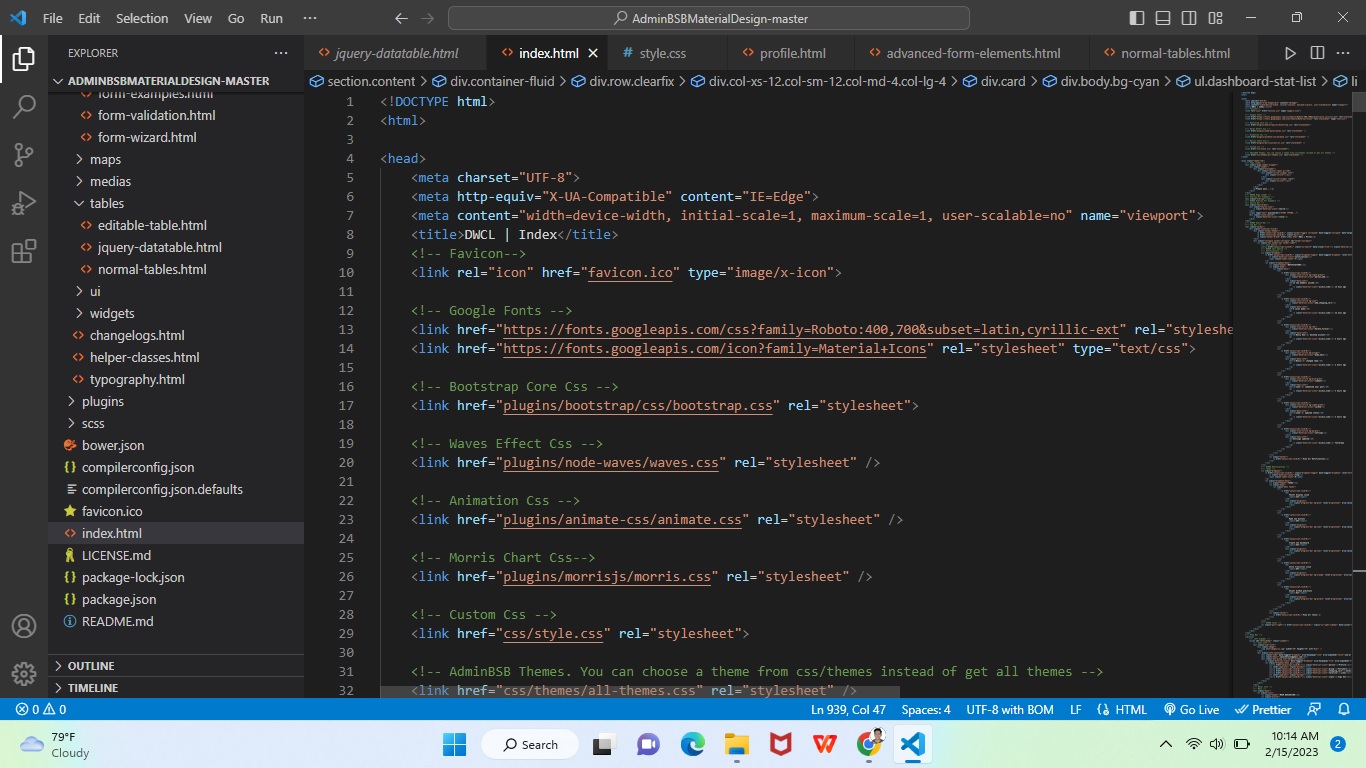 File Edit Selection View Go Run ··· AdminBSBMaterialDesign-master
EXPLORER ···
jquery-datatable.html index.html style.css profile.html advanced-form-elements.html normal-tables.html ···
ADMINBSBMATERIALDESIGN-MASTER
section.content > div.container-fluid > div.row.clearfix > div.col-xs-12.col-sm-12.col-md-4.col-lg-4 > div.card > div.body.bg-cyan > ul.dashboard-stat-list > li
form-examples.html
form-validation.html
form-wizard.html
maps
medias
tables
editable-table.html
jquery-datatable.html
normal-tables.html
ui
widgets
changelogs.html
helper-classes.html
typography.html
plugins
scss
bower.json
compilerconfig.json
compilerconfig.json.defaults
favicon.ico
index.html
LICENSE.md
package-lock.json
package.json
README.md
OUTLINE
TIMELINE
1 <!DOCTYPE html>
2 <html>
3
4 <head>
5 <meta charset="UTF-8">
6 <meta http-equiv="X-UA-Compatible" content="IE=Edge">
7 <meta content="width=device-width, initial-scale=1, maximum-scale=1, user-scalable=no" name="viewport">
8 <title>DWCL | Index</title>
9 <!-- Favicon-->
10 <link rel="icon" href="favicon.ico" type="image/x-icon">
11
12 <!-- Google Fonts -->
13 <link href="https://fonts.googleapis.com/css?family=Roboto:400,700&subset=latin,cyrillic-ext" rel="styleshe
14 <link href="https://fonts.googleapis.com/icon?family=Material+Icons" rel="stylesheet" type="text/css">
15
16 <!-- Bootstrap Core Css -->
17 <link href="plugins/bootstrap/css/bootstrap.css" rel="stylesheet">
18
19 <!-- Waves Effect Css -->
20 <link href="plugins/node-waves/waves.css" rel="stylesheet" />
21
22 <!-- Animation Css -->
23 <link href="plugins/animate-css/animate.css" rel="stylesheet" />
24
25 <!-- Morris Chart Css-->
26 <link href="plugins/morrisjs/morris.css" rel="stylesheet" />
27
28 <!-- Custom Css -->
29 <link href="css/style.css" rel="stylesheet">
30
31 <!-- AdminBSB Themes. You can choose a theme from css/themes instead of get all themes -->
32 <link href="css/themes/all-themes.css" rel="stylesheet" />
0 0 Ln 939, Col 47 Spaces: 4 UTF-8 with BOM LF HTML Go Live Prettier
79°F
Cloudy
Search
10:14 AM
2/15/2023
2